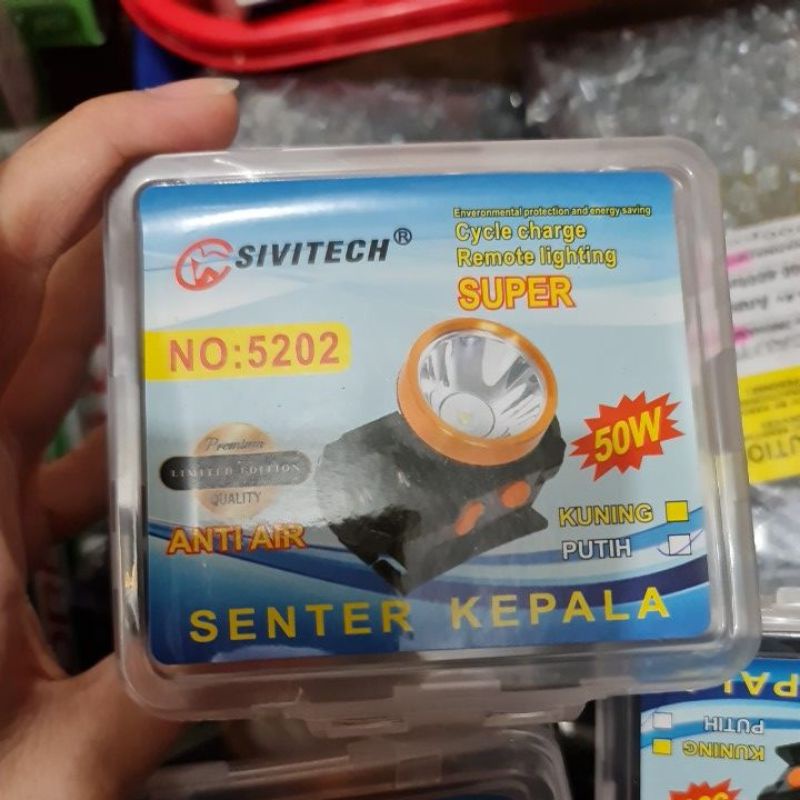 SIVITECH®
Enveronmental protection and energy saving
Cycle charge
Remote lighting
SUPER
NO:5202
50W
Premium
LIMITED EDITION
QUALITY
ANTI AIR
KUNING
PUTIH
SENTER KEPALA
PUTIH
KUNING